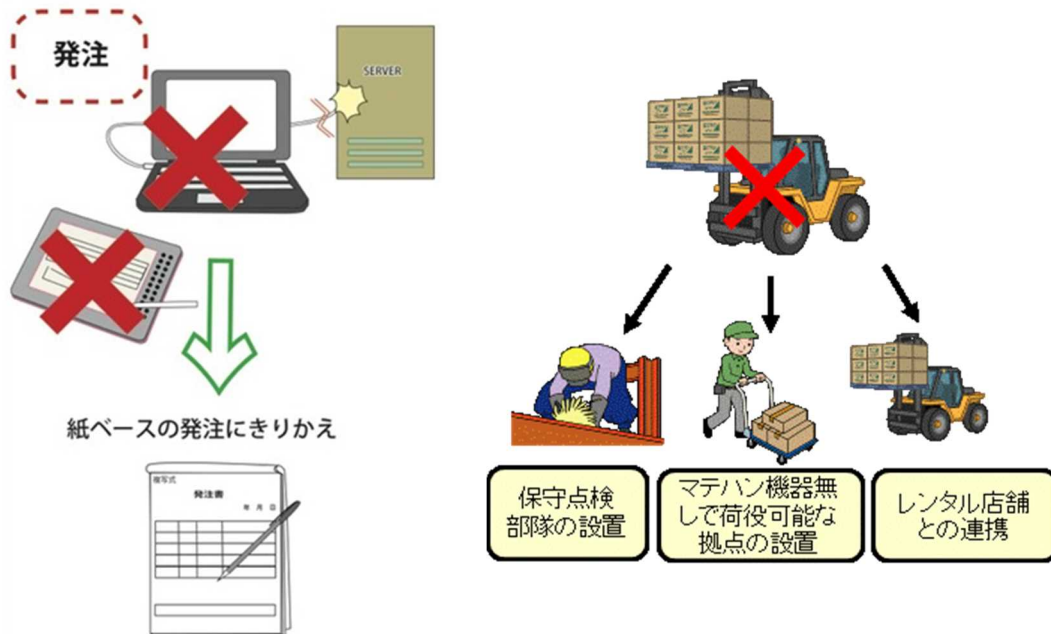 発注
SERVER
紙ベースの発注にきりかえ
複写式
発注書
年 月 日
保守点検
部隊の設置
マテハン機器無
しで荷役可能な
拠点の設置
レンタル店舗
との連携